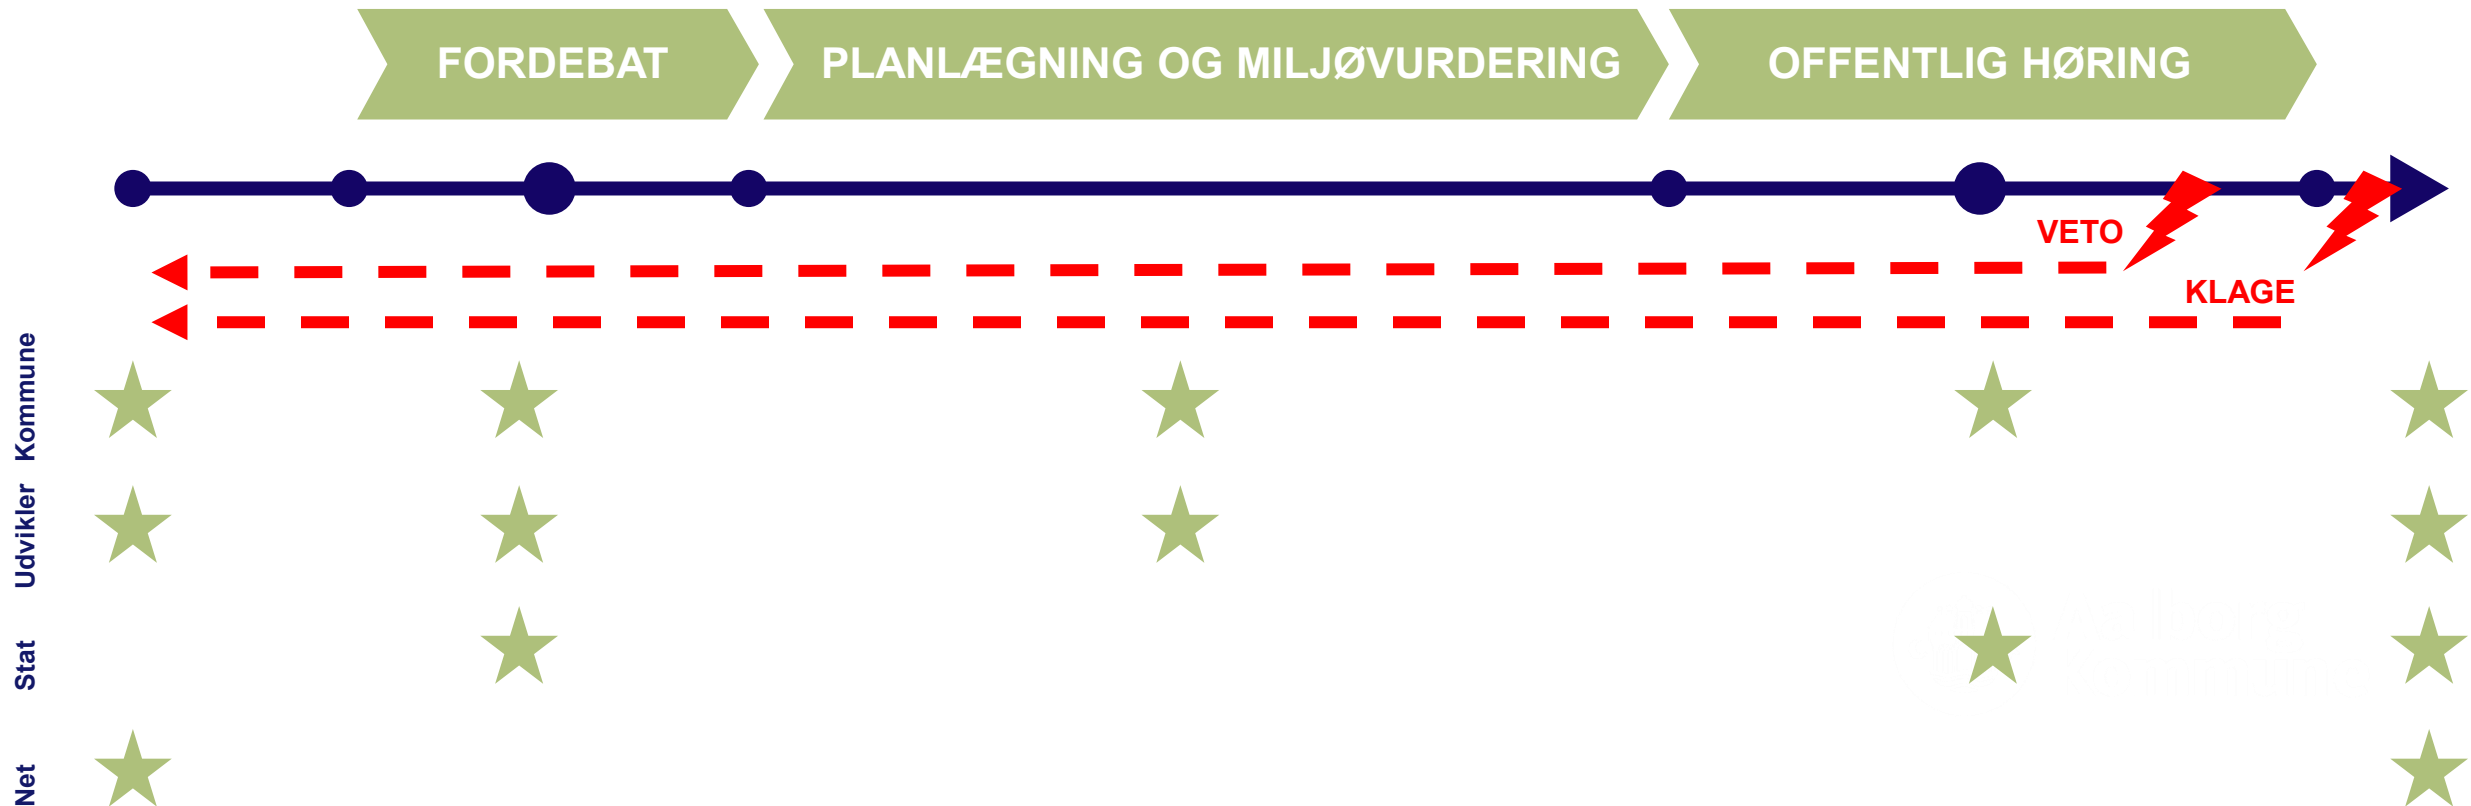 FORDEBAT
PLANLÆGNING OG MILJØVURDERING
OFFENTLIG HØRING
VETO
KLAGE
Kommune
Udvikler
Stat
Net